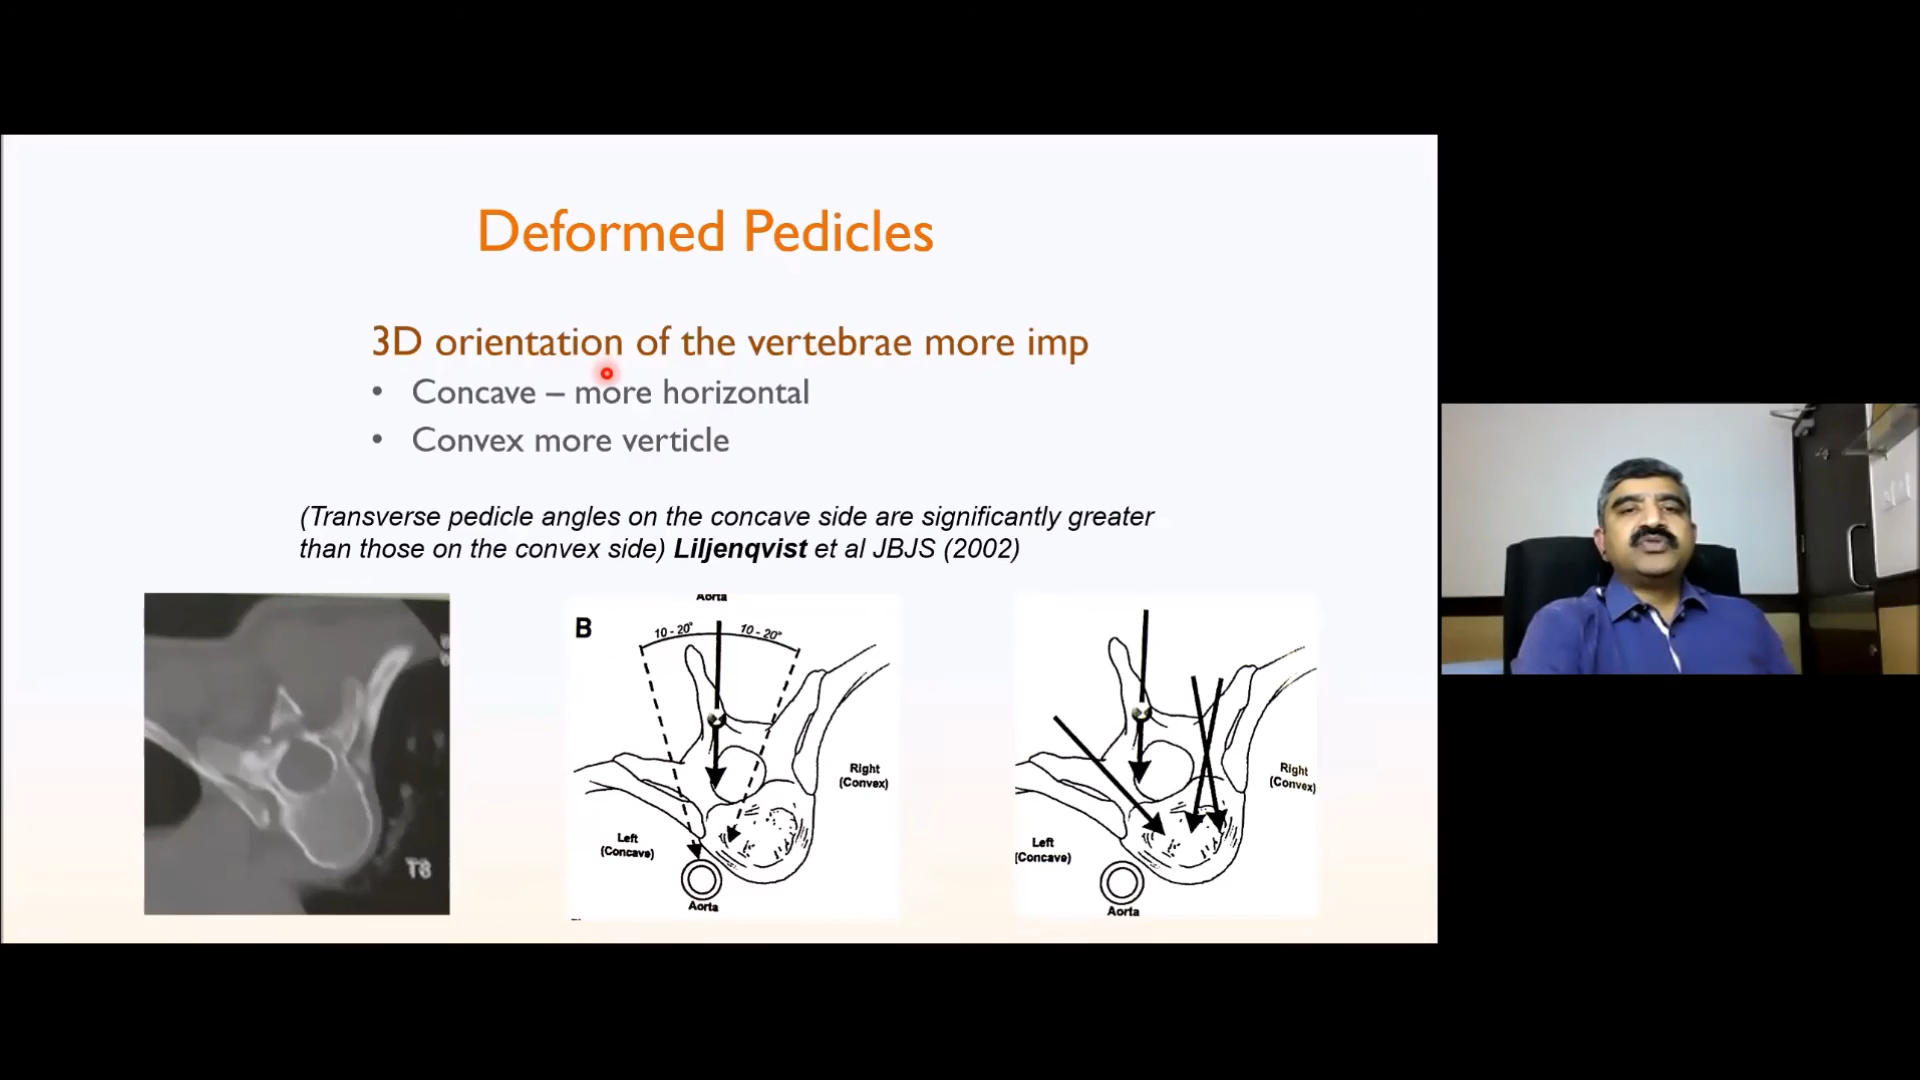 Deformed Pedicles
3D orientation of the vertebrae more imp
• Concave – more horizontal
• Convex more verticle
(Transverse pedicle angles on the concave side are significantly greater
than those on the convex side) Liljenqvist et al JBJS (2002)
T8
Aorta
B
10 - 20°
10 - 20°
Right
(Convex)
Left
(Concave)
Aorta
Right
(Convex)
Left
(Concave)
Aorta